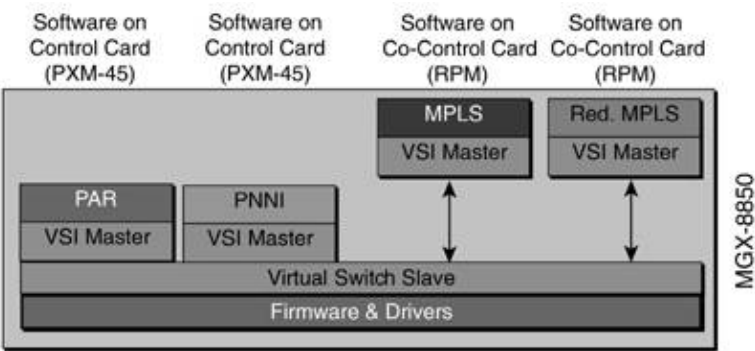 Software on Control Card (PXM-45)
Software on Control Card (PXM-45)
Software on Co-Control Card (RPM)
Software on Co-Control Card (RPM)
MPLS
Red. MPLS
VSI Master
VSI Master
PAR
PNNI
VSI Master
VSI Master
Virtual Switch Slave
Firmware & Drivers
MGX-8850